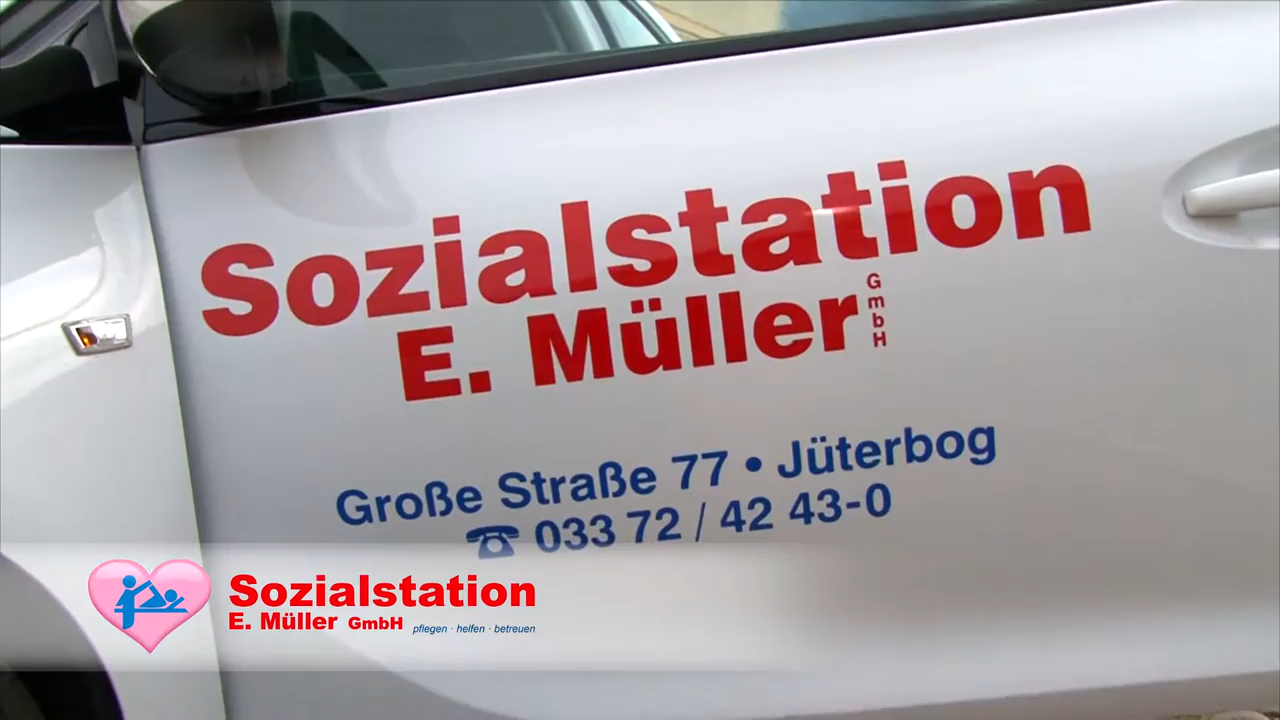 Sozialstation
E. Müller GmbH
Große Straße 77 • Jüterbog
☎ 033 72 / 42 43-0
Sozialstation
E. Müller GmbH pflegen · helfen · betreuen